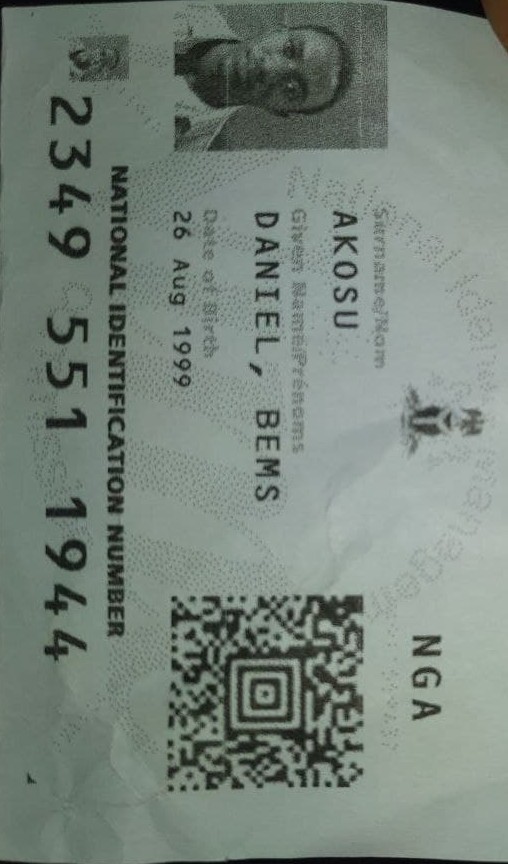 National Identity Management
NGA
Surname/Nom
AKOSU
Given Name/Prénoms
DANIEL, BEMS
Date of Birth
26 Aug 1999
NATIONAL IDENTIFICATION NUMBER
2349 551 1944